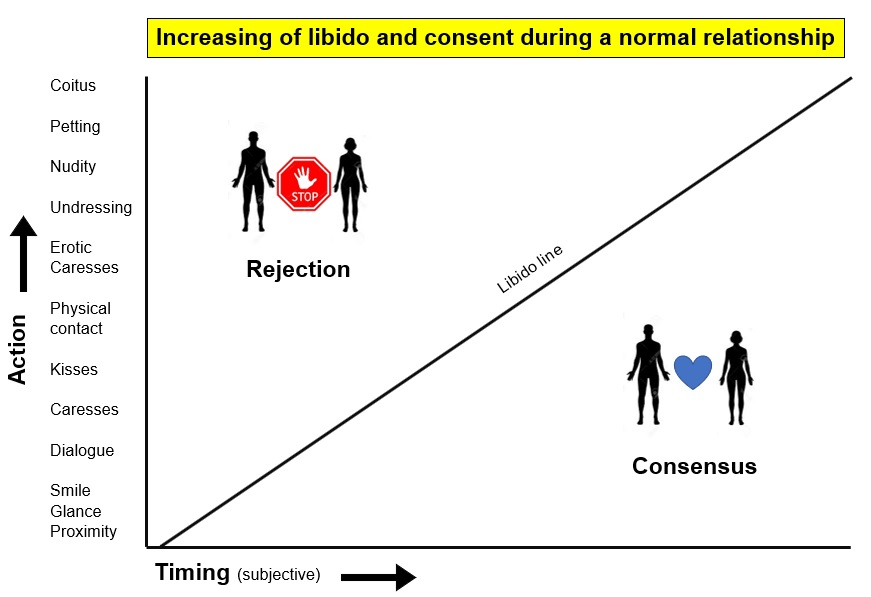 Increasing of libido and consent during a normal relationship
Coitus
Petting
Nudity
Undressing
Erotic
Caresses
Physical
contact
Kisses
Caresses
Dialogue
Smile
Glance
Proximity
Action
STOP
Rejection
Libido line
Consensus
Timing (subjective)